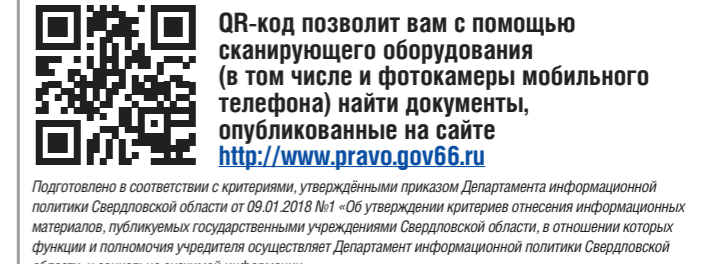 QR-код позволит вам с помощью
сканирующего оборудования
(в том числе и фотокамеры мобильного
телефона) найти документы,
опубликованные на сайте
http://www.pravo.gov66.ru
Подготовлено в соответствии с критериями, утверждёнными приказом Департамента информационной
политики Свердловской области от 09.01.2018 №1 «Об утверждении критериев отнесения информационных
материалов, публикуемых государственными учреждениями Свердловской области, в отношении которых
функции и полномочия учредителя осуществляет Департамент информационной политики Свердловской